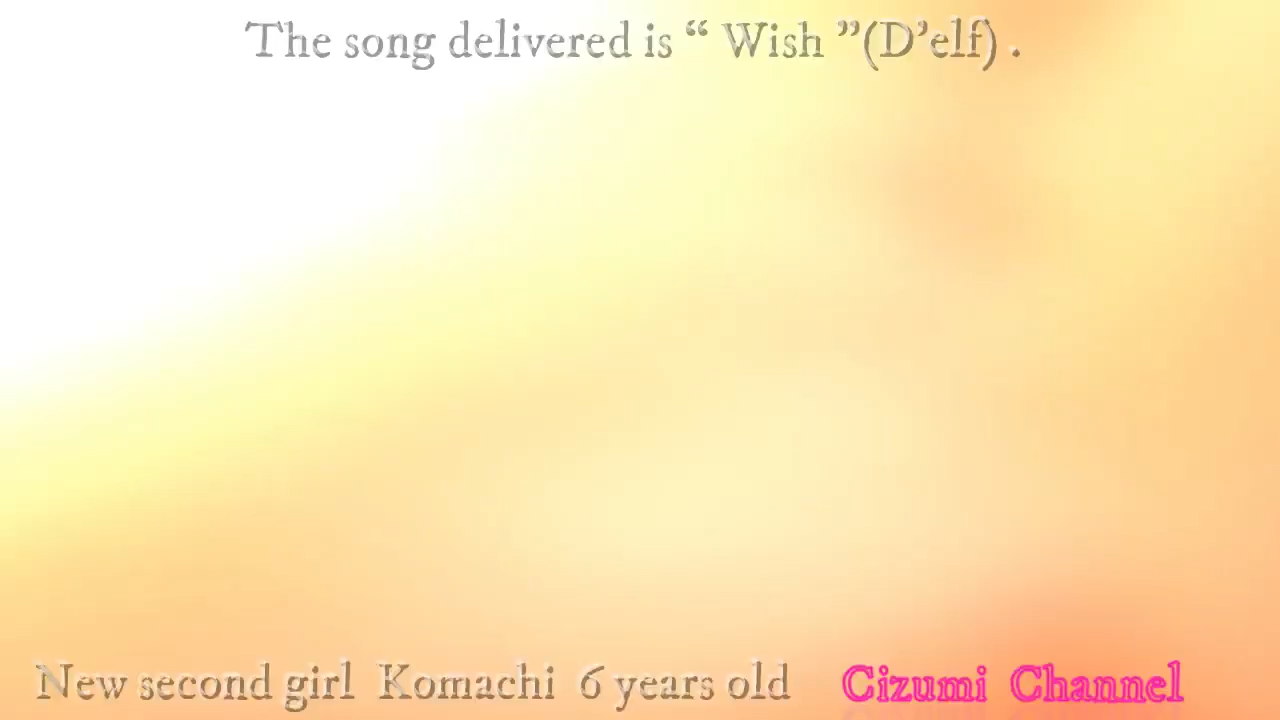 The song delivered is “ Wish ”(D’elf) .
New second girl Komachi 6 years old Cizumi Channel